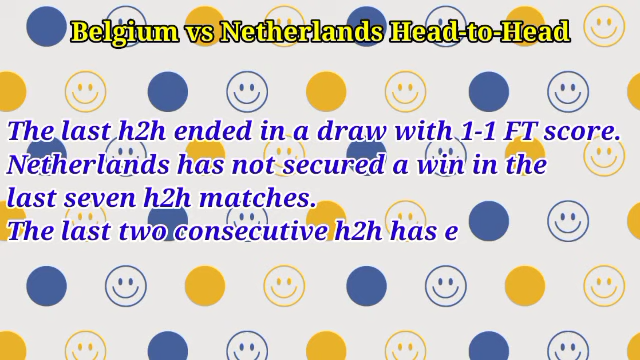 Belgium vs Netherlands Head-to-Head
The last h2h ended in a draw with 1-1 FT score.
Netherlands has not secured a win in the
last seven h2h matches.
The last two consecutive h2h has e